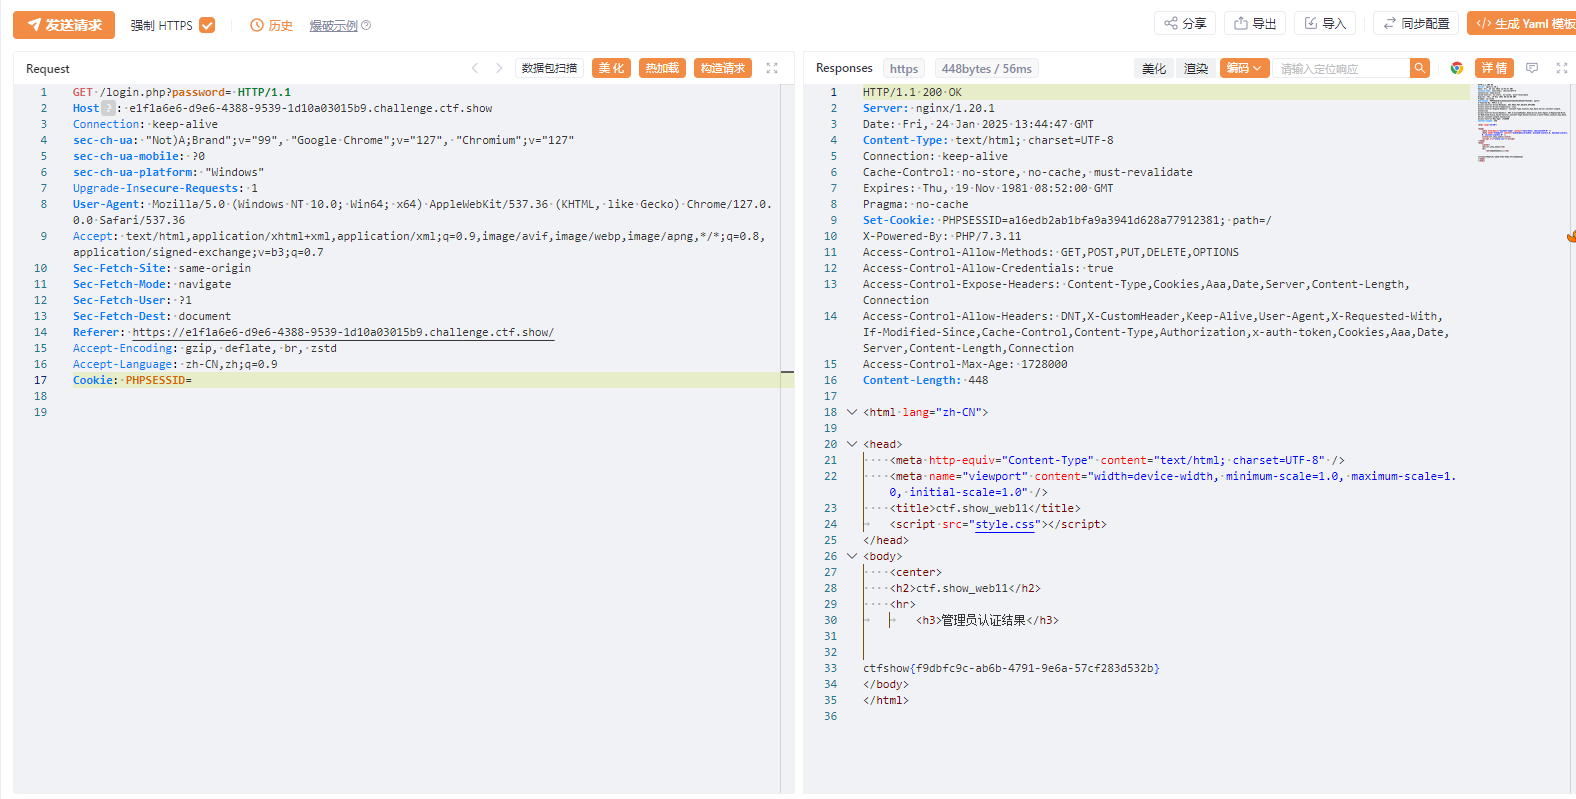 发送请求 强制 HTTPS 历史 爆破示例 分享 导出 导入 同步配置 </> 生成 Yaml 模板
Request 数据包扫描 美化 热加载 构造请求
1 GET /login.php?password= HTTP/1.1
2 Host ? : e1f1a6e6-d9e6-4388-9539-1d10a03015b9.challenge.ctf.show
3 Connection: keep-alive
4 sec-ch-ua: "Not)A;Brand";v="99", "Google Chrome";v="127", "Chromium";v="127"
5 sec-ch-ua-mobile: ?0
6 sec-ch-ua-platform: "Windows"
7 Upgrade-Insecure-Requests: 1
8 User-Agent: Mozilla/5.0 (Windows NT 10.0; Win64; x64) AppleWebKit/537.36 (KHTML, like Gecko) Chrome/127.0.
0.0 Safari/537.36
9 Accept: text/html,application/xhtml+xml,application/xml;q=0.9,image/avif,image/webp,image/apng,*/*;q=0.8,
application/signed-exchange;v=b3;q=0.7
10 Sec-Fetch-Site: same-origin
11 Sec-Fetch-Mode: navigate
12 Sec-Fetch-User: ?1
13 Sec-Fetch-Dest: document
14 Referer: https://e1f1a6e6-d9e6-4388-9539-1d10a03015b9.challenge.ctf.show/
15 Accept-Encoding: gzip, deflate, br, zstd
16 Accept-Language: zh-CN,zh;q=0.9
17 Cookie: PHPSESSID=
18
19
Responses https 448bytes / 56ms 美化 渲染 编码 请输入定位响应 详情
1 HTTP/1.1 200 OK
2 Server: nginx/1.20.1
3 Date: Fri, 24 Jan 2025 13:44:47 GMT
4 Content-Type: text/html; charset=UTF-8
5 Connection: keep-alive
6 Cache-Control: no-store, no-cache, must-revalidate
7 Expires: Thu, 19 Nov 1981 08:52:00 GMT
8 Pragma: no-cache
9 Set-Cookie: PHPSESSID=a16edb2ab1bfa9a3941d628a77912381; path=/
10 X-Powered-By: PHP/7.3.11
11 Access-Control-Allow-Methods: GET,POST,PUT,DELETE,OPTIONS
12 Access-Control-Allow-Credentials: true
13 Access-Control-Expose-Headers: Content-Type,Cookies,Aaa,Date,Server,Content-Length,
Connection
14 Access-Control-Allow-Headers: DNT,X-CustomHeader,Keep-Alive,User-Agent,X-Requested-With,
If-Modified-Since,Cache-Control,Content-Type,Authorization,x-auth-token,Cookies,Aaa,Date,
Server,Content-Length,Connection
15 Access-Control-Max-Age: 1728000
16 Content-Length: 448
17
18 <html lang="zh-CN">
19
20 <head>
21 <meta http-equiv="Content-Type" content="text/html; charset=UTF-8" />
22 <meta name="viewport" content="width=device-width, minimum-scale=1.0, maximum-scale=1.
0, initial-scale=1.0" />
23 <title>ctf.show_web11</title>
24 <script src="style.css"></script>
25 </head>
26 <body>
27 <center>
28 <h2>ctf.show_web11</h2>
29 <hr>
30 <h3>管理员认证结果</h3>
31
32
33 ctfshow{f9dbfc9c-ab6b-4791-9e6a-57cf283d532b}
34 </body>
35 </html>
36